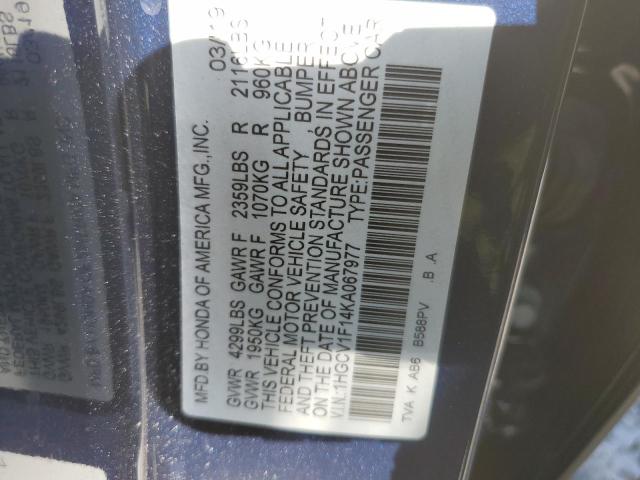 MFD BY HONDA OF AMERICA MFG.,INC. 03/19
GVWR 4299LBS GAWR F 2359LBS R 2116LBS
GVWR 1950KG GAWR F 1070KG R 960KG
THIS VEHICLE CONFORMS TO ALL APPLICABLE
FEDERAL MOTOR VEHICLE SAFETY , BUMPER ,
AND THEFT PREVENTION STANDARDS IN EFFECT
ON THE DATE OF MANUFACTURE SHOWN ABOVE
V.I.N.:1HGCV1F14KA067977 TYPE:PASSENGER CAR
TVA K AB6 B588PV .B .A